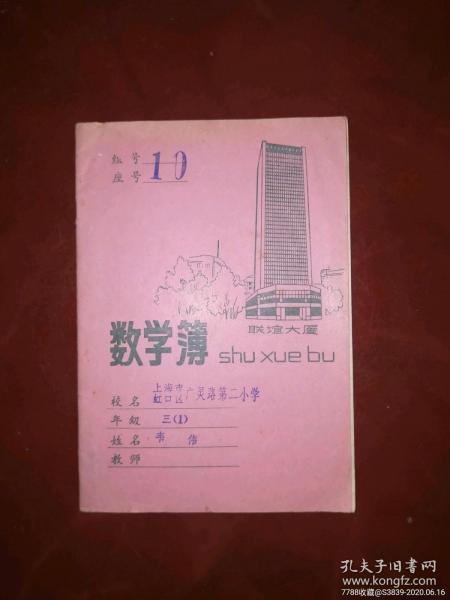 组号
座号 10
联谊大厦
数学簿 shu xue bu
校名 上海市虹口区广灵路第二小学
年级 三(1)
姓名 韦伟
教师
孔夫子旧书网
www.kongfz.com
7788收藏@S3839-2020.06.16